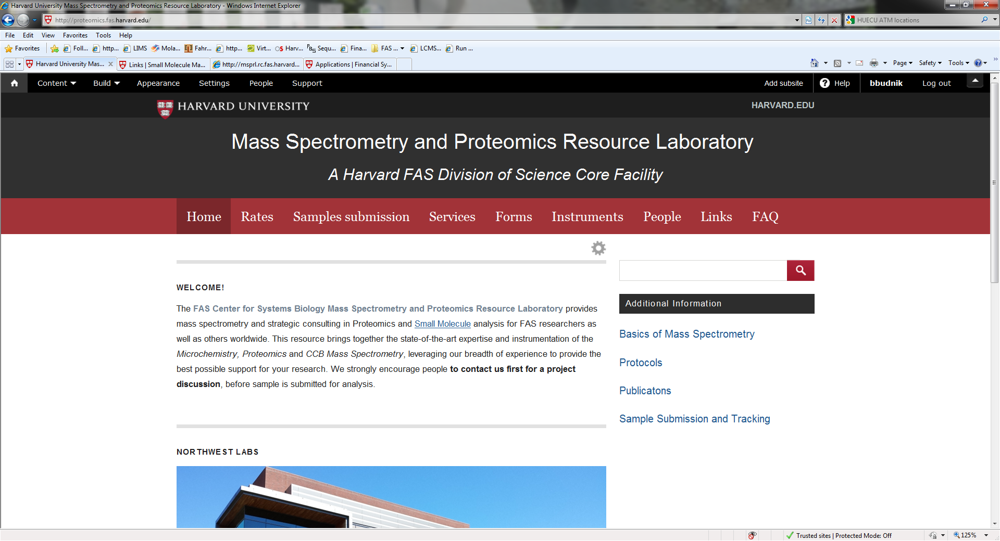 Harvard University Mass Spectrometry and Proteomics Resource Laboratory - Windows Internet Explorer
http://proteomics.fas.harvard.edu/
HUECU ATM locations
File Edit View Favorites Tools Help
Favorites Foll... http... LIMS Mola... Fahr... http... Virt... Harv... Sequ... Fina... FAS ... LCMS... Run ...
Harvard University Mas... Links | Small Molecule Ma... http://msprl.rc.fas.harvard... Applications | Financial Sy...
Page Safety Tools
Content Build Appearance Settings People Support Add subsite Help bbudnik Log out
HARVARD UNIVERSITY HARVARD.EDU
Mass Spectrometry and Proteomics Resource Laboratory
A Harvard FAS Division of Science Core Facility
Home Rates Samples submission Services Forms Instruments People Links FAQ
WELCOME!
The FAS Center for Systems Biology Mass Spectrometry and Proteomics Resource Laboratory provides
mass spectrometry and strategic consulting in Proteomics and Small Molecule analysis for FAS researchers as
well as others worldwide. This resource brings together the state-of-the-art expertise and instrumentation of the
Microchemistry, Proteomics and CCB Mass Spectrometry, leveraging our breadth of experience to provide the
best possible support for your research. We strongly encourage people to contact us first for a project
discussion, before sample is submitted for analysis.
NORTHWEST LABS
Additional Information
Basics of Mass Spectrometry
Protocols
Publicatons
Sample Submission and Tracking
Trusted sites | Protected Mode: Off
125%